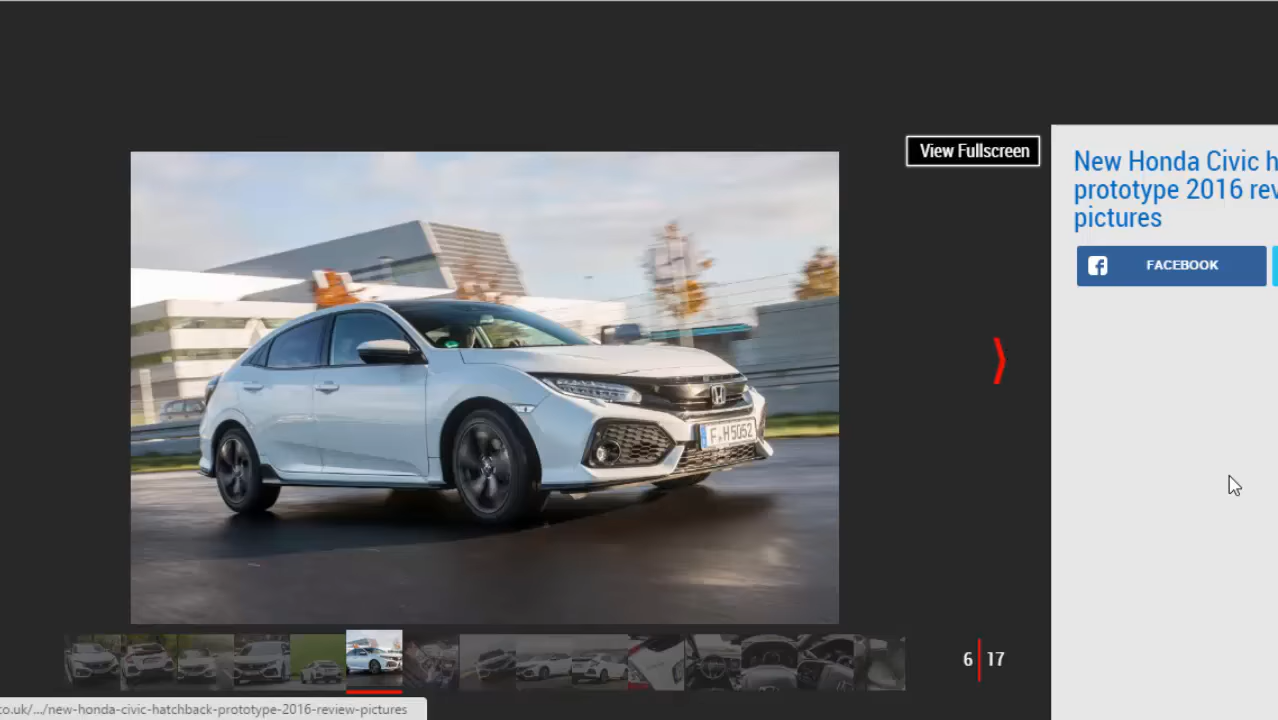 View Fullscreen
New Honda Civic h
prototype 2016 rev
pictures
FACEBOOK
F H 5052
6 17
co.uk/.../new-honda-civic-hatchback-prototype-2016-review-pictures